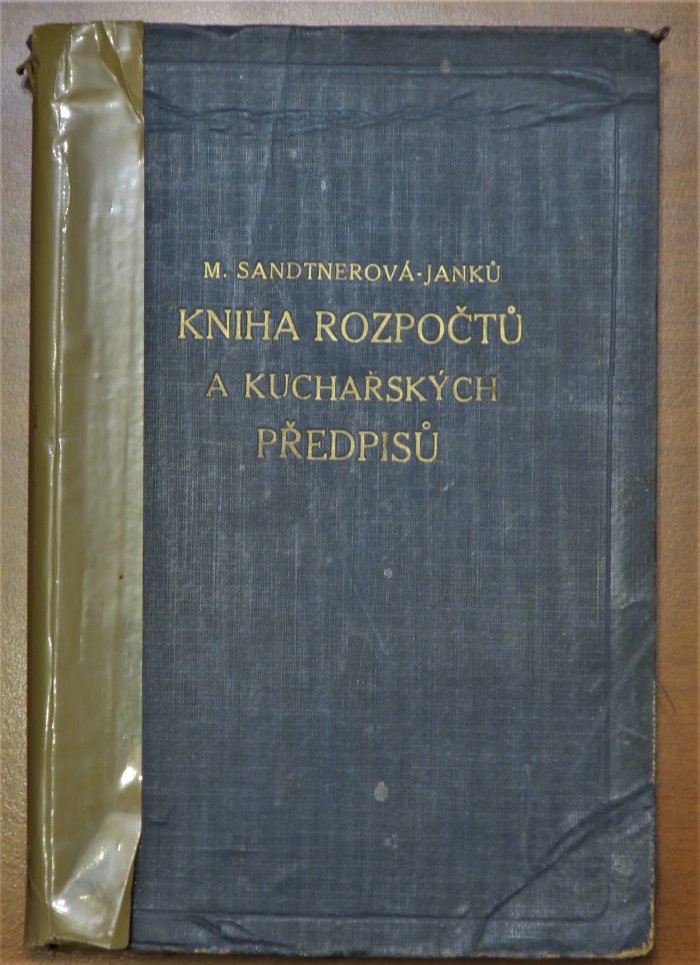 M. SANDTNEROVÁ-JANKŮ
KNIHA ROZPOČTŮ
A KUCHAŘSKÝCH
PŘEDPISŮ